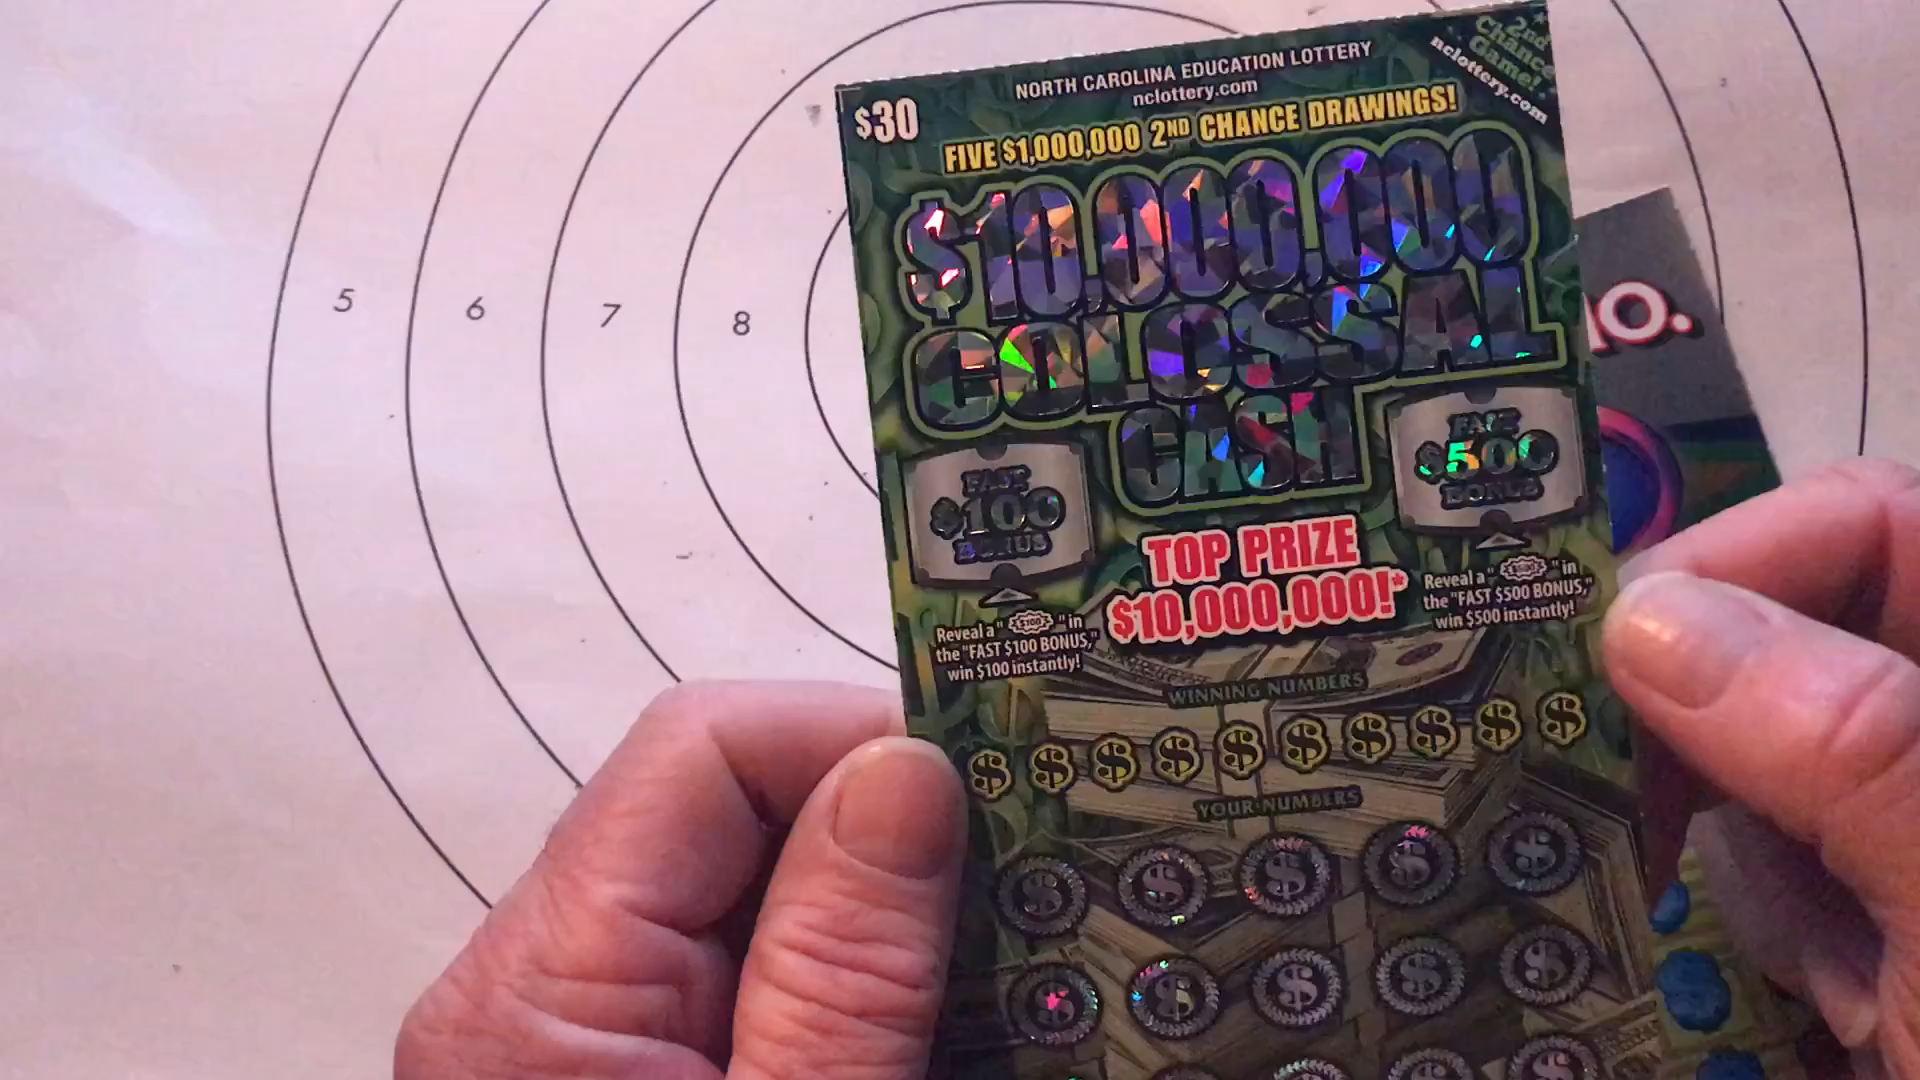 5 6 7 8
NORTH CAROLINA EDUCATION LOTTERY
nclottery.com
2nd
Chance
Game!
nclottery.com
$30
FIVE $1,000,000 2ND CHANCE DRAWINGS!
$10,000,000
COLOSSAL
CASH
FAST
$100
BONUS
FAST
$500
BONUS
TOP PRIZE
$10,000,000!*
Reveal a " $100 " in
the "FAST $100 BONUS,"
win $100 instantly!
Reveal a " $500 " in
the "FAST $500 BONUS,"
win $500 instantly!
WINNING NUMBERS
$ $ $ $ $ $ $ $ $ $
YOUR NUMBERS
$ $ $ $ $
$ $ $ $ $